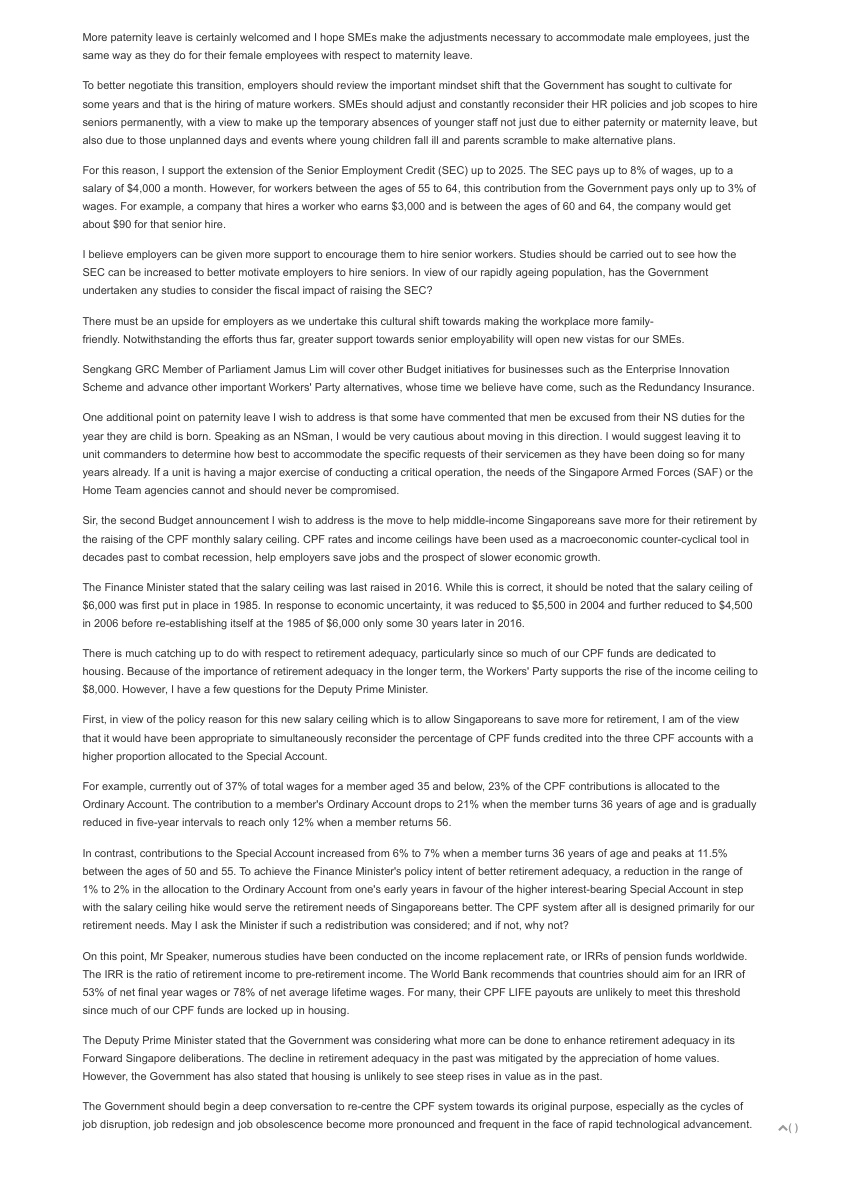 More paternity leave is certainly welcomed and I hope SMEs make the adjustments necessary to accommodate male employees, just the
same way as they do for their female employees with respect to maternity leave.
To better negotiate this transition, employers should review the important mindset shift that the Government has sought to cultivate for
some years and that is the hiring of mature workers. SMEs should adjust and constantly reconsider their HR policies and job scopes to hire
seniors permanently, with a view to make up the temporary absences of younger staff not just due to either paternity or maternity leave, but
also due to those unplanned days and events where young children fall ill and parents scramble to make alternative plans.
For this reason, I support the extension of the Senior Employment Credit (SEC) up to 2025. The SEC pays up to 8% of wages, up to a
salary of $4,000 a month. However, for workers between the ages of 55 to 64, this contribution from the Government pays only up to 3% of
wages. For example, a company that hires a worker who earns $3,000 and is between the ages of 60 and 64, the company would get
about $90 for that senior hire.
I believe employers can be given more support to encourage them to hire senior workers. Studies should be carried out to see how the
SEC can be increased to better motivate employers to hire seniors. In view of our rapidly ageing population, has the Government
undertaken any studies to consider the fiscal impact of raising the SEC?
There must be an upside for employers as we undertake this cultural shift towards making the workplace more family-
friendly. Notwithstanding the efforts thus far, greater support towards senior employability will open new vistas for our SMEs.
Sengkang GRC Member of Parliament Jamus Lim will cover other Budget initiatives for businesses such as the Enterprise Innovation
Scheme and advance other important Workers' Party alternatives, whose time we believe have come, such as the Redundancy Insurance.
One additional point on paternity leave I wish to address is that some have commented that men be excused from their NS duties for the
year they are child is born. Speaking as an NSman, I would be very cautious about moving in this direction. I would suggest leaving it to
unit commanders to determine how best to accommodate the specific requests of their servicemen as they have been doing so for many
years already. If a unit is having a major exercise of conducting a critical operation, the needs of the Singapore Armed Forces (SAF) or the
Home Team agencies cannot and should never be compromised.
Sir, the second Budget announcement I wish to address is the move to help middle-income Singaporeans save more for their retirement by
the raising of the CPF monthly salary ceiling. CPF rates and income ceilings have been used as a macroeconomic counter-cyclical tool in
decades past to combat recession, help employers save jobs and the prospect of slower economic growth.
The Finance Minister stated that the salary ceiling was last raised in 2016. While this is correct, it should be noted that the salary ceiling of
$6,000 was first put in place in 1985. In response to economic uncertainty, it was reduced to $5,500 in 2004 and further reduced to $4,500
in 2006 before re-establishing itself at the 1985 of $6,000 only some 30 years later in 2016.
There is much catching up to do with respect to retirement adequacy, particularly since so much of our CPF funds are dedicated to
housing. Because of the importance of retirement adequacy in the longer term, the Workers' Party supports the rise of the income ceiling to
$8,000. However, I have a few questions for the Deputy Prime Minister.
First, in view of the policy reason for this new salary ceiling which is to allow Singaporeans to save more for retirement, I am of the view
that it would have been appropriate to simultaneously reconsider the percentage of CPF funds credited into the three CPF accounts with a
higher proportion allocated to the Special Account.
For example, currently out of 37% of total wages for a member aged 35 and below, 23% of the CPF contributions is allocated to the
Ordinary Account. The contribution to a member's Ordinary Account drops to 21% when the member turns 36 years of age and is gradually
reduced in five-year intervals to reach only 12% when a member returns 56.
In contrast, contributions to the Special Account increased from 6% to 7% when a member turns 36 years of age and peaks at 11.5%
between the ages of 50 and 55. To achieve the Finance Minister's policy intent of better retirement adequacy, a reduction in the range of
1% to 2% in the allocation to the Ordinary Account from one's early years in favour of the higher interest-bearing Special Account in step
with the salary ceiling hike would serve the retirement needs of Singaporeans better. The CPF system after all is designed primarily for our
retirement needs. May I ask the Minister if such a redistribution was considered; and if not, why not?
On this point, Mr Speaker, numerous studies have been conducted on the income replacement rate, or IRRs of pension funds worldwide.
The IRR is the ratio of retirement income to pre-retirement income. The World Bank recommends that countries should aim for an IRR of
53% of net final year wages or 78% of net average lifetime wages. For many, their CPF LIFE payouts are unlikely to meet this threshold
since much of our CPF funds are locked up in housing.
The Deputy Prime Minister stated that the Government was considering what more can be done to enhance retirement adequacy in its
Forward Singapore deliberations. The decline in retirement adequacy in the past was mitigated by the appreciation of home values.
However, the Government has also stated that housing is unlikely to see steep rises in value as in the past.
The Government should begin a deep conversation to re-centre the CPF system towards its original purpose, especially as the cycles of
job disruption, job redesign and job obsolescence become more pronounced and frequent in the face of rapid technological advancement.
( )